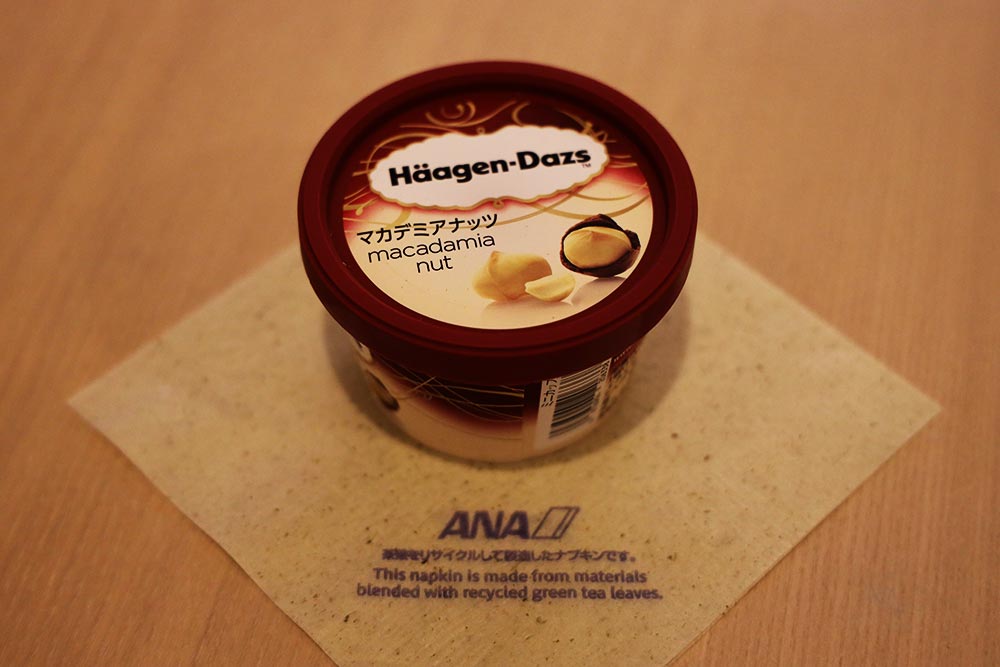 Häagen-Dazs
TM
マカデミアナッツ
macadamia
nut
ANA
茶葉をリサイクルして製造したナプキンです。
This napkin is made from materials
blended with recycled green tea leaves.